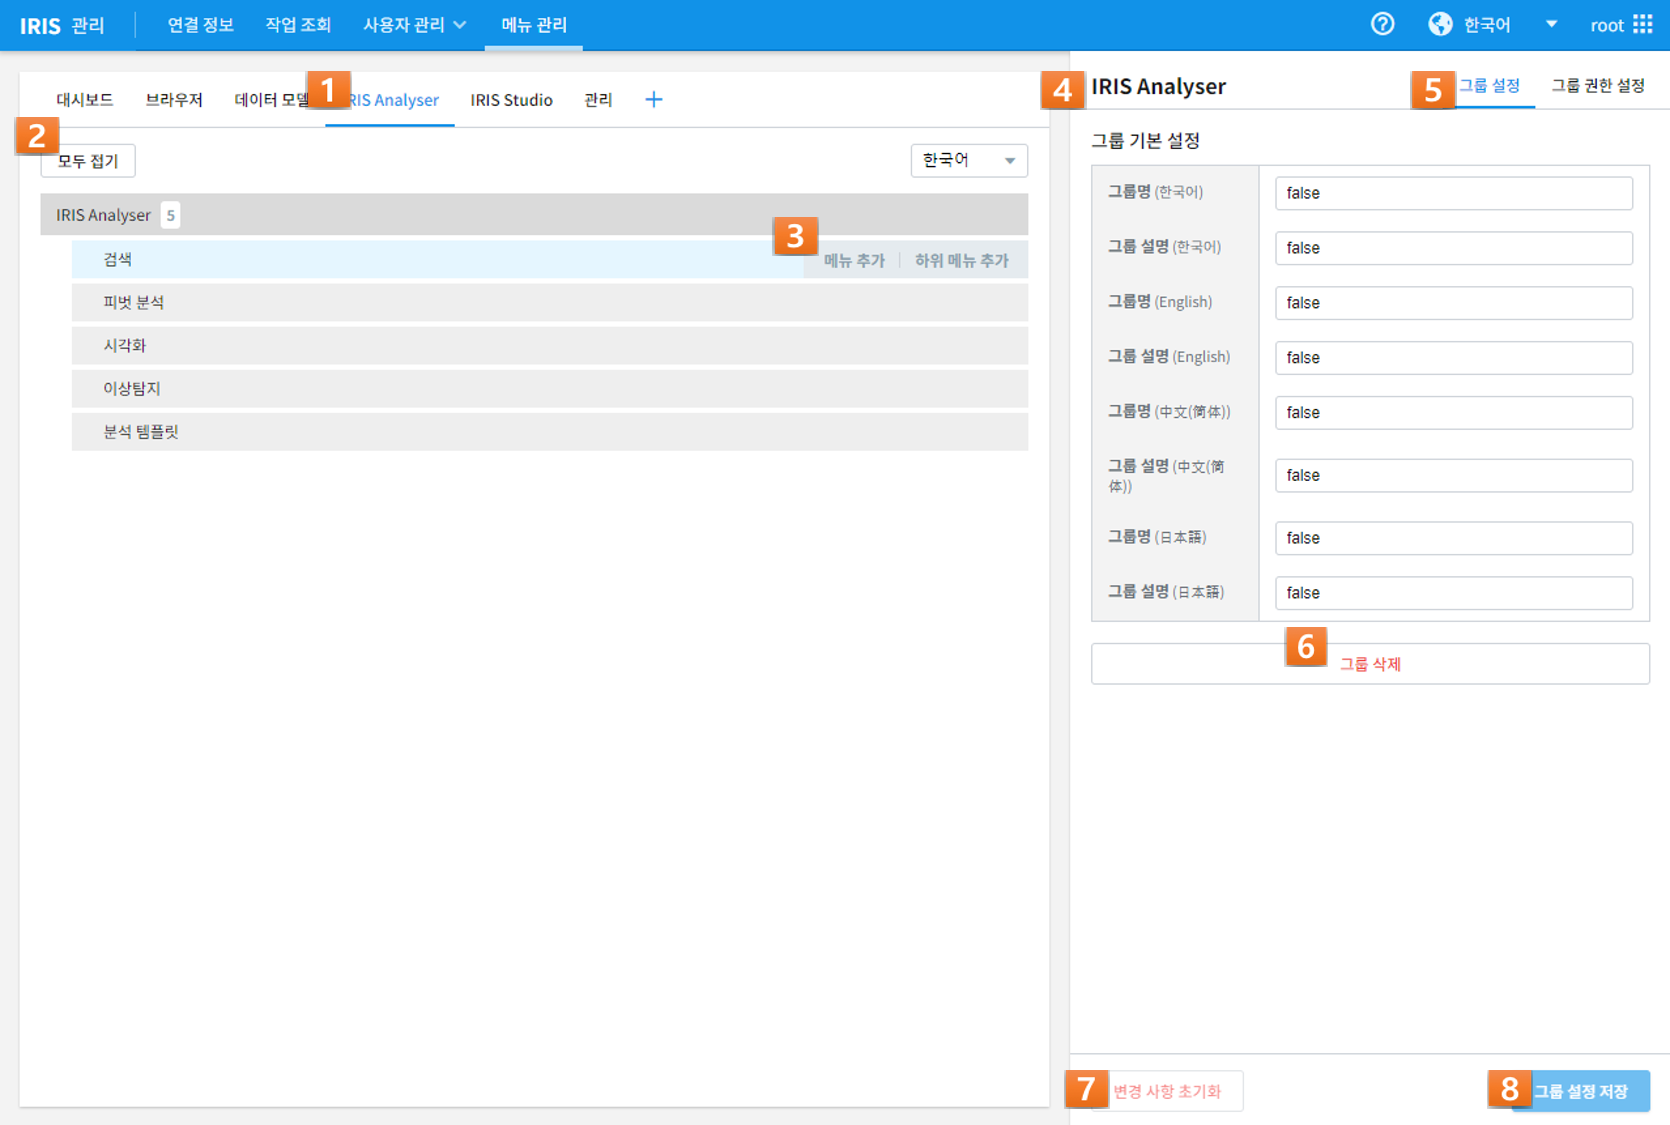 IRIS 관리
연결 정보
작업 조회
사용자 관리
메뉴 관리
한국어
root
대시보드
브라우저
데이터 모델
1
RIS Analyser
IRIS Studio
관리
+
2
모두 접기
한국어
IRIS Analyser 5
검색
3
메뉴 추가
하위 메뉴 추가
피벗 분석
시각화
이상탐지
분석 템플릿
4
IRIS Analyser
5
그룹 설정
그룹 권한 설정
그룹 기본 설정
그룹명 (한국어)
false
그룹 설명 (한국어)
false
그룹명 (English)
false
그룹 설명 (English)
false
그룹명 (中文(简体))
false
그룹 설명 (中文(简
体))
false
그룹명 (日本語)
false
그룹 설명 (日本語)
false
6
그룹 삭제
7
변경 사항 초기화
8
그룹 설정 저장